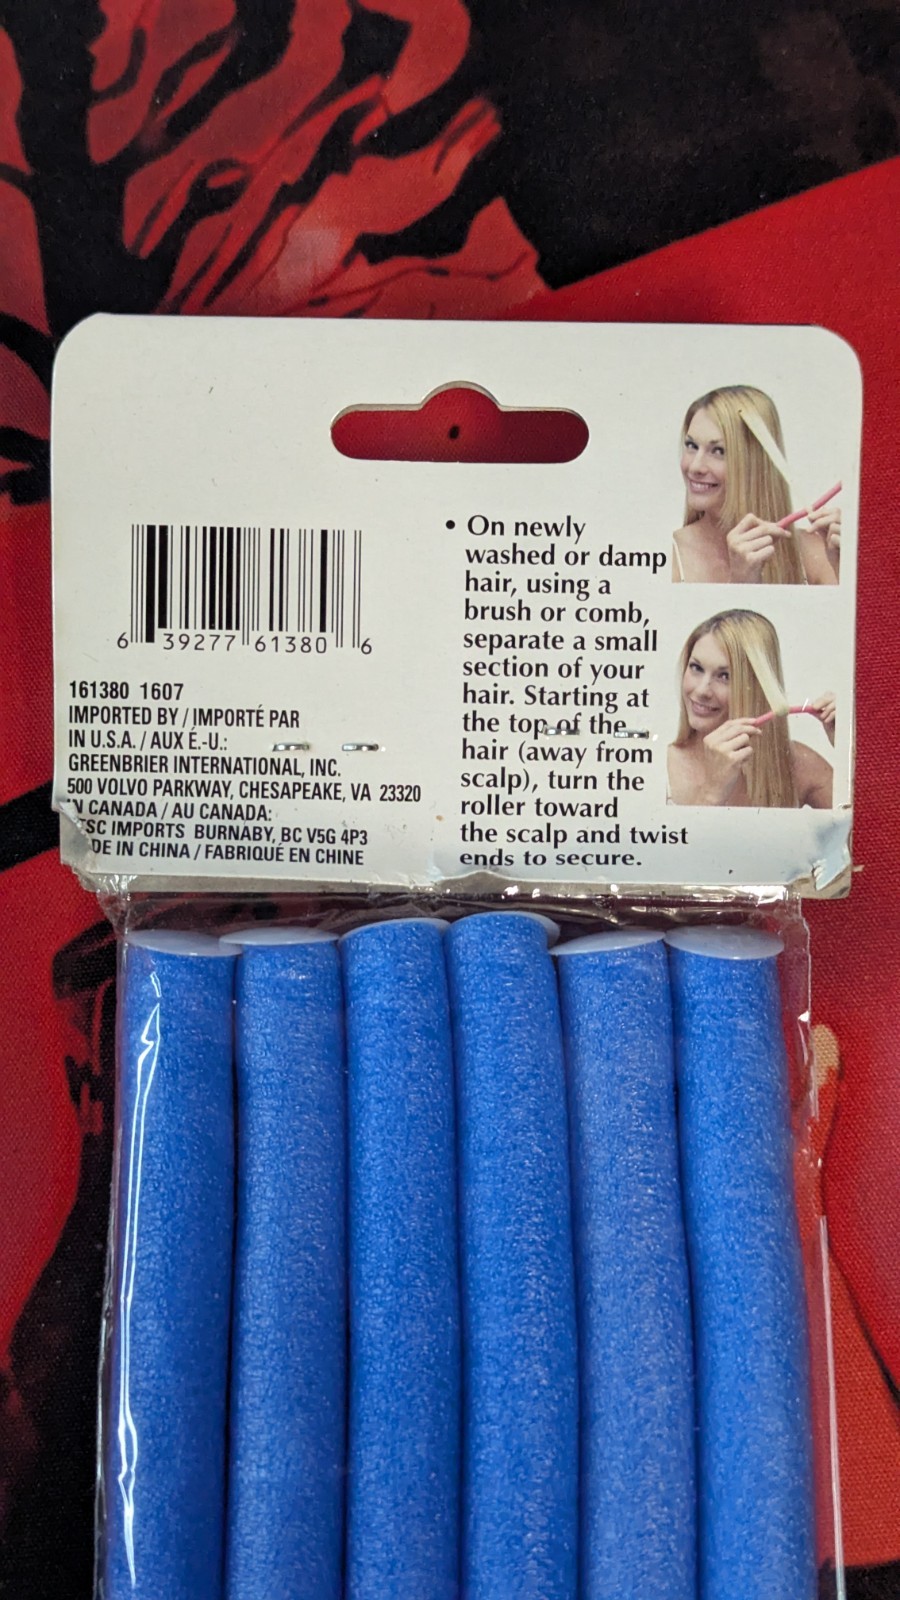 6 39277 61380 6
161380 1607
IMPORTED BY / IMPORTÉ PAR
IN U.S.A. / AUX É.-U.:
GREENBRIER INTERNATIONAL, INC.
500 VOLVO PARKWAY, CHESAPEAKE, VA 23320
IN CANADA / AU CANADA:
TSC IMPORTS BURNABY, BC V5G 4P3
DE IN CHINA / FABRIQUÉ EN CHINE
• On newly
washed or damp
hair, using a
brush or comb,
separate a small
section of your
hair. Starting at
the top of the
hair (away from
scalp), turn the
roller toward
the scalp and twist
ends to secure.